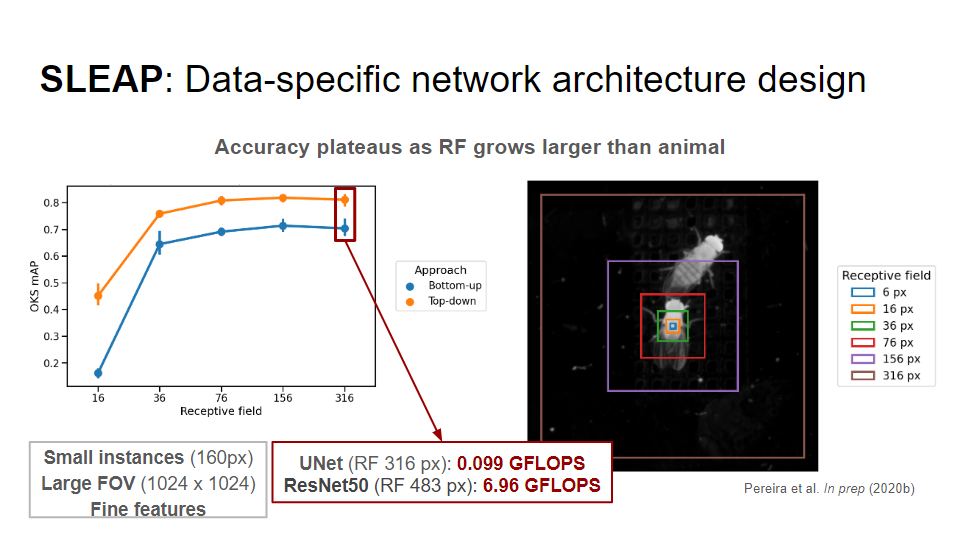 SLEAP: Data-specific network architecture design
Accuracy plateaus as RF grows larger than animal
0.8
0.7
0.6
0.5
0.4
0.3
0.2
OKS mAP
16 36 76 156 316
Receptive field
Approach
Bottom-up
Top-down
Receptive field
6 px
16 px
36 px
76 px
156 px
316 px
Small instances (160px)
Large FOV (1024 x 1024)
Fine features
UNet (RF 316 px): 0.099 GFLOPS
ResNet50 (RF 483 px): 6.96 GFLOPS
Pereira et al. In prep (2020b)